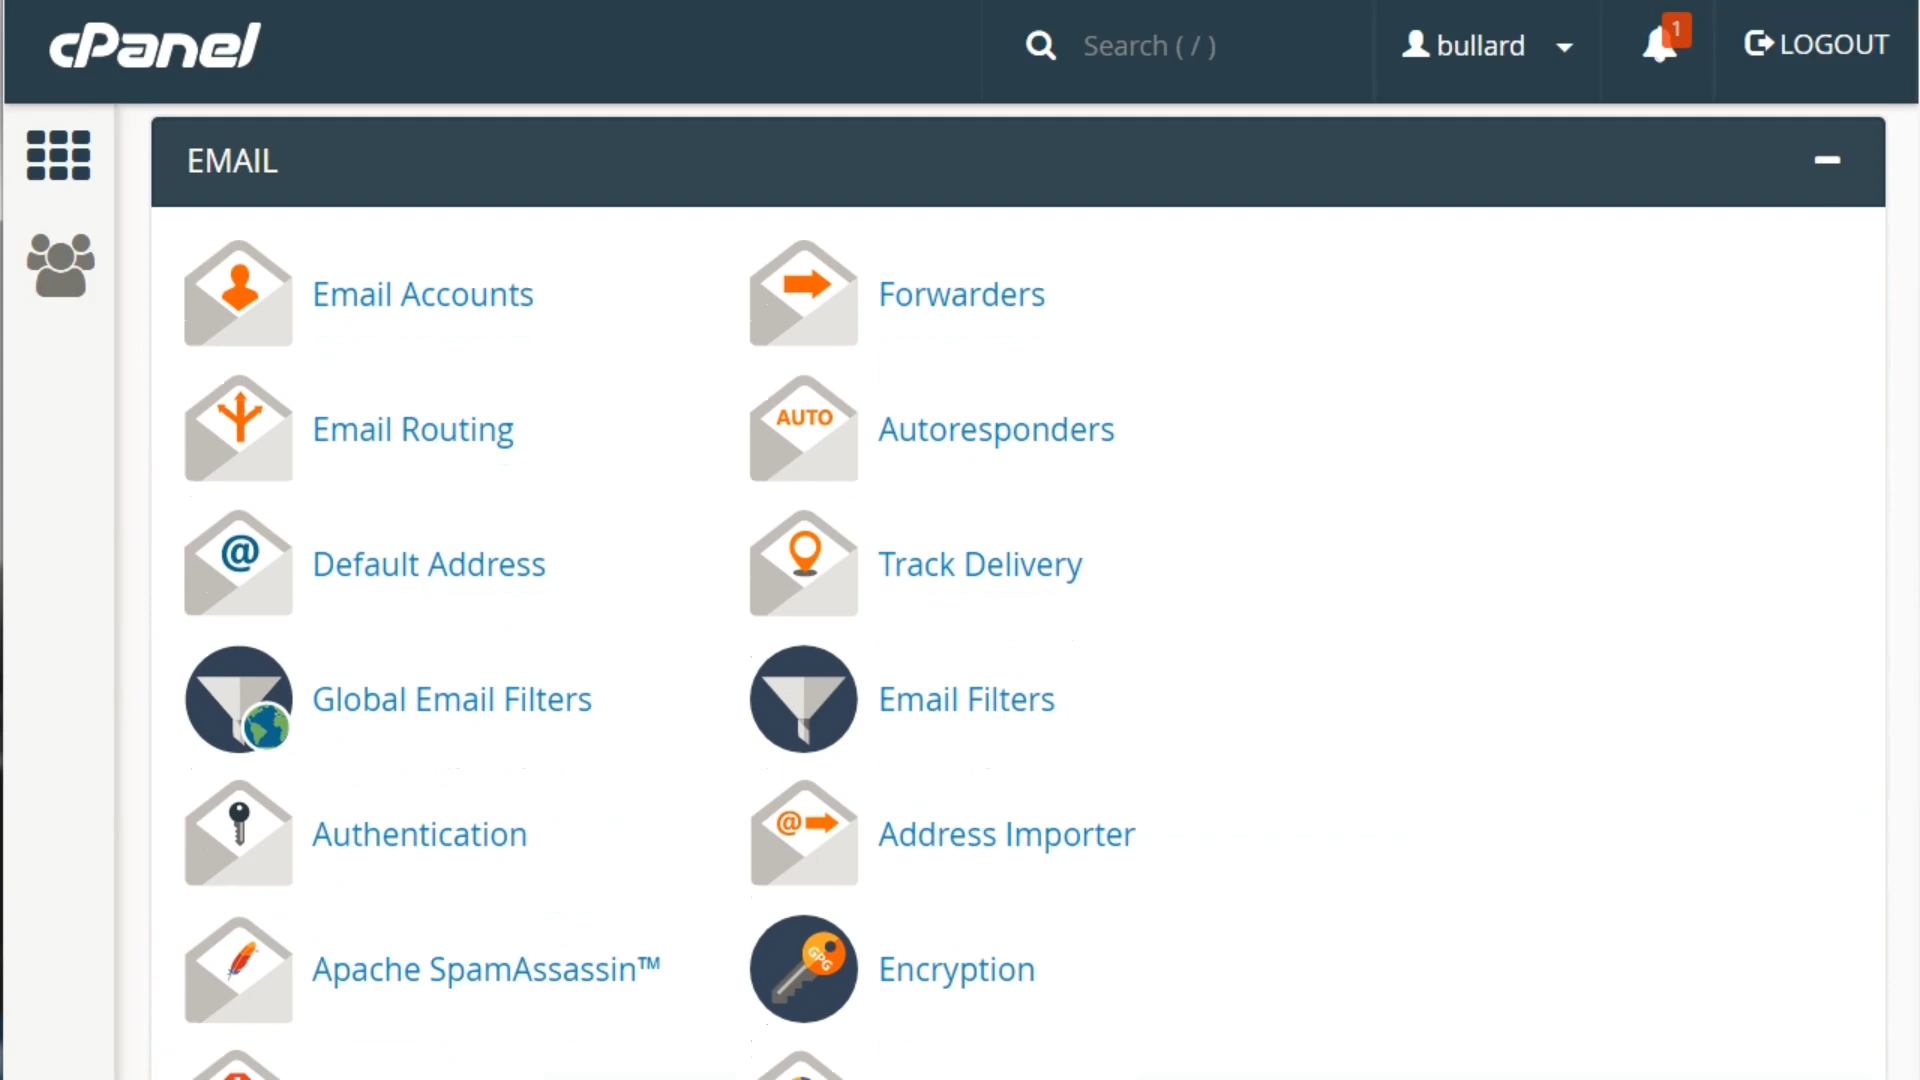 cPanel
Search ( / )
bullard
1
LOGOUT
EMAIL
Email Accounts
Forwarders
Email Routing
AUTO
Autoresponders
@
Default Address
Track Delivery
Global Email Filters
Email Filters
Authentication
@
Address Importer
Apache SpamAssassin™
GPG
Encryption